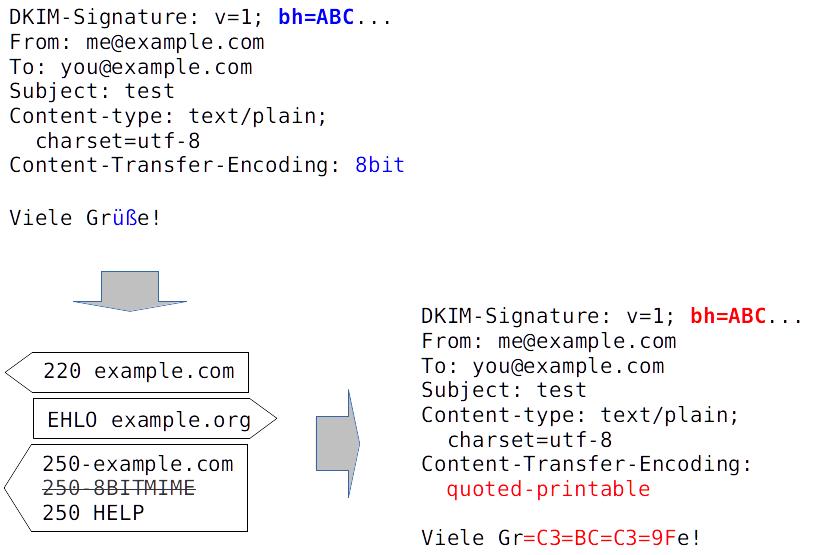 DKIM-Signature: v=1; bh=ABC...
From: me@example.com
To: you@example.com
Subject: test
Content-type: text/plain;
charset=utf-8
Content-Transfer-Encoding: 8bit
Viele Grüße!
220 example.com
EHLO example.org
250-example.com
250-8BITMIME
250 HELP
DKIM-Signature: v=1; bh=ABC...
From: me@example.com
To: you@example.com
Subject: test
Content-type: text/plain;
charset=utf-8
Content-Transfer-Encoding:
quoted-printable
Viele Gr=C3=BC=C3=9Fe!